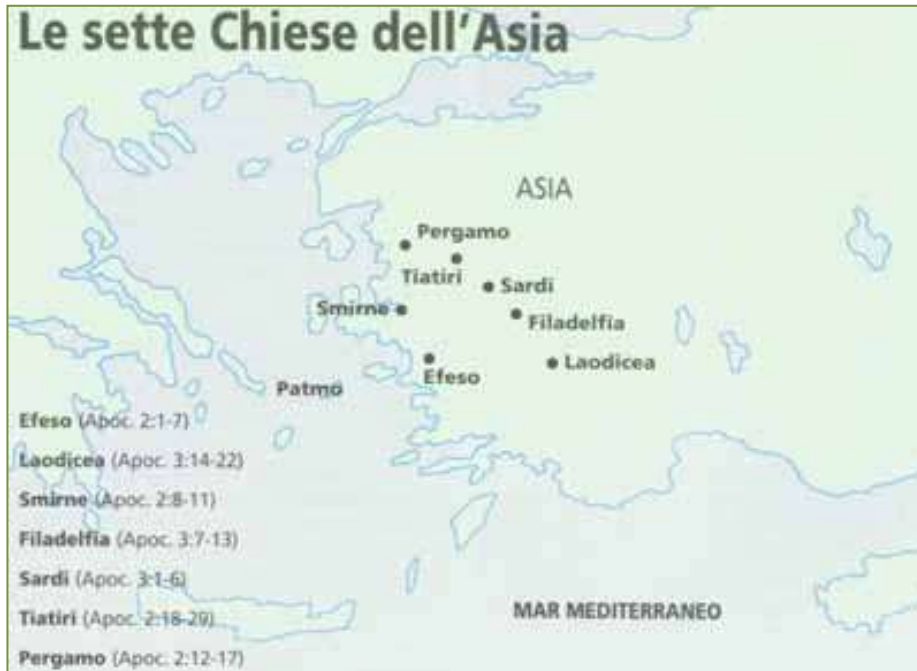 Le sette Chiese dell'Asia
ASIA
Pergamo
Tiatiri
Sardi
Smirne
Filadelfia
Efeso
Laodicea
Patmo
Efeso (Apoc. 2:1-7)
Laodicea (Apoc. 3:14-22)
Smirne (Apoc. 2:8-11)
Filadelfia (Apoc. 3:7-13)
Sardi (Apoc. 3:1-6)
Tiatiri (Apoc. 2:18-29)
MAR MEDITERRANEO
Pergamo (Apoc. 2:12-17)